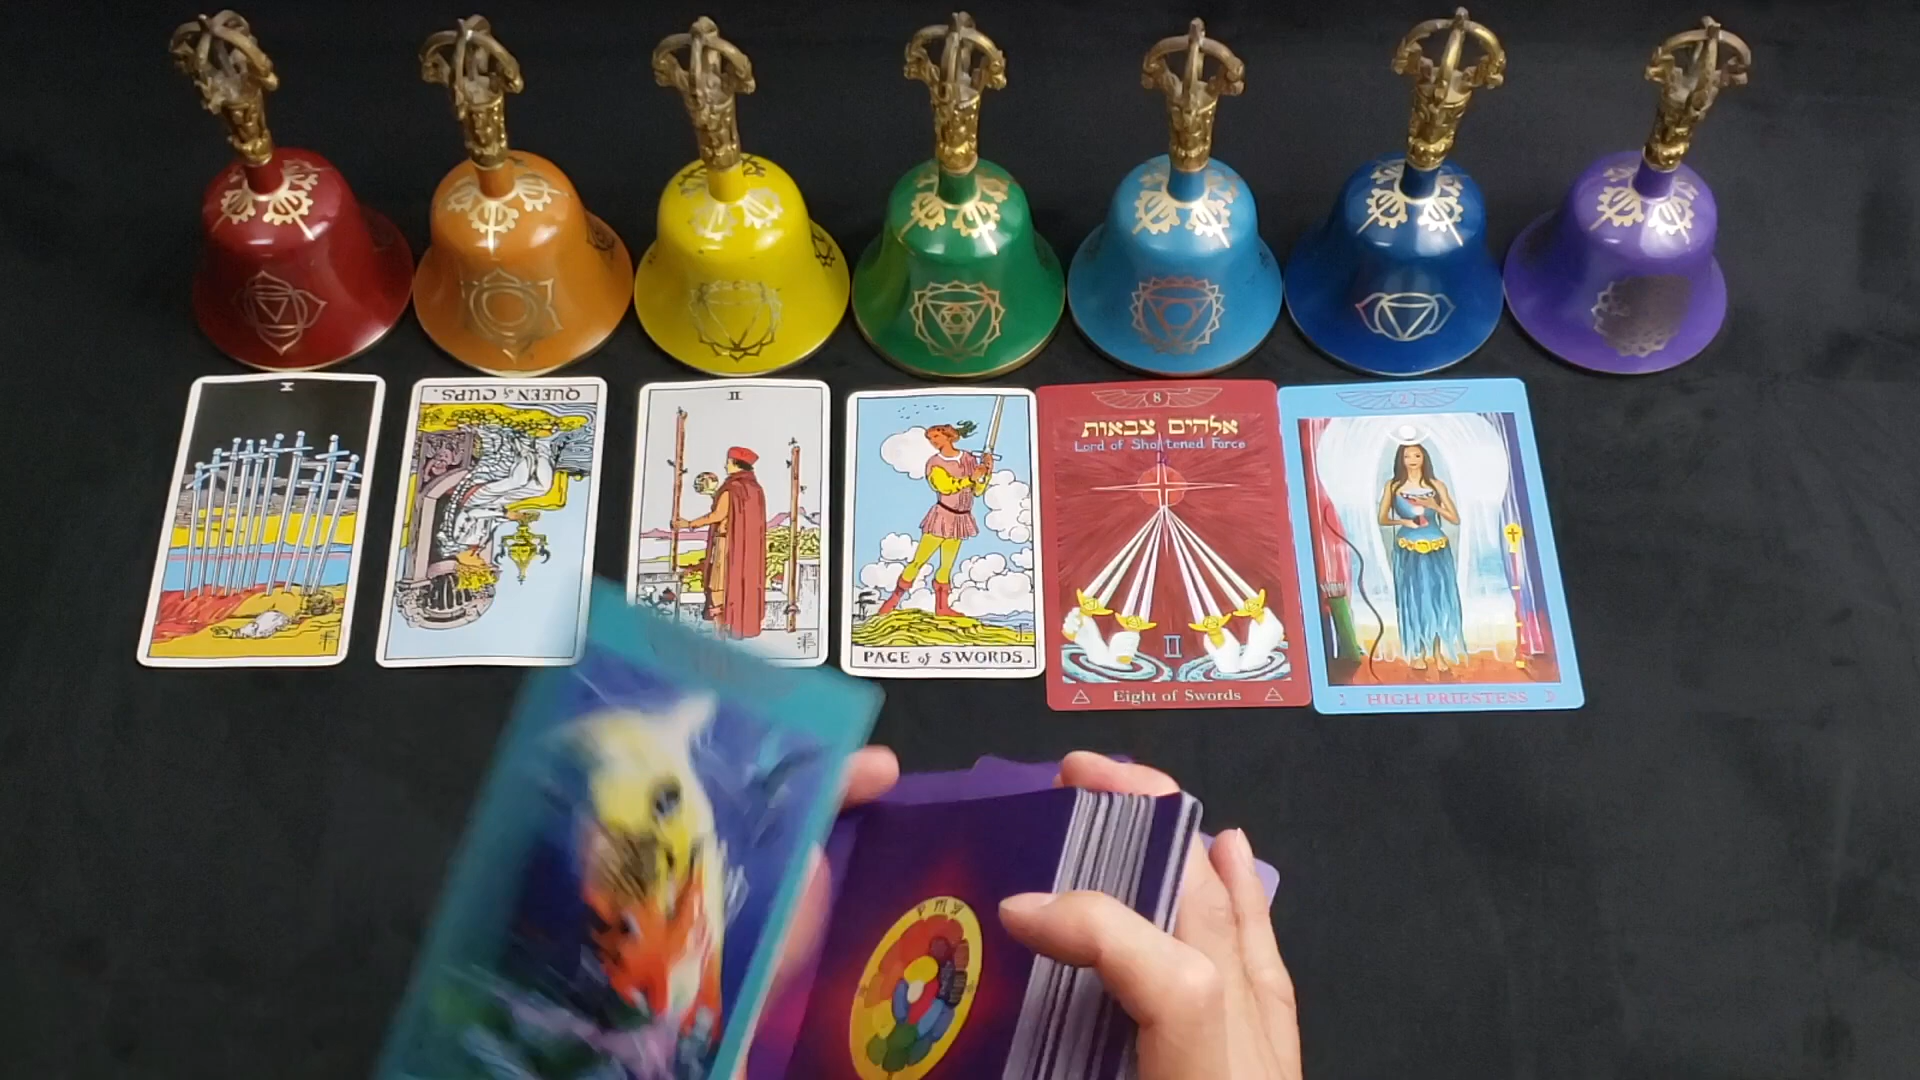 X
QUEEN of CUPS.
II
PAGE of SWORDS.
8
אלהים צבאות
Lord of Shortened Force
II
Eight of Swords
2
HIGH PRIESTESS